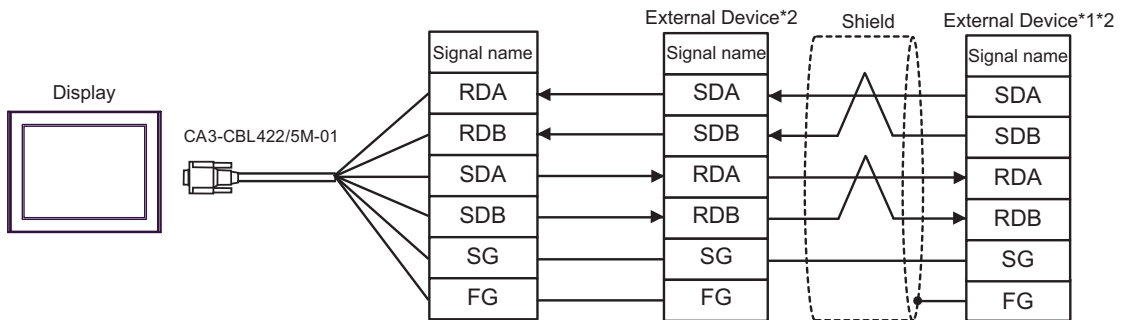 External Device*2
Shield
External Device*1*2
Signal name
Signal name
Signal name
Display
CA3-CBL422/5M-01
RDA
SDA
SDA
RDB
SDB
SDB
SDA
RDA
RDA
SDB
RDB
RDB
SG
SG
SG
FG
FG
FG